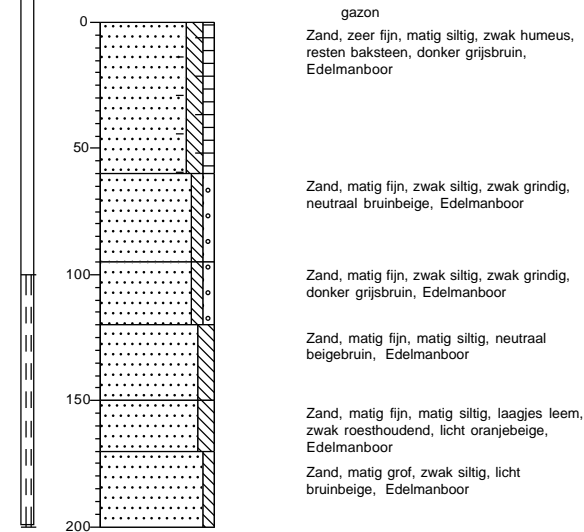 gazon
0
Zand, zeer fijn, matig siltig, zwak humeus,
resten baksteen, donker grijsbruin,
Edelmanboor
50
Zand, matig fijn, zwak siltig, zwak grindig,
neutraal bruinbeige, Edelmanboor
100
Zand, matig fijn, zwak siltig, zwak grindig,
donker grijsbruin, Edelmanboor
Zand, matig fijn, matig siltig, neutraal
beigebruin, Edelmanboor
150
Zand, matig fijn, matig siltig, laagjes leem,
zwak roesthoudend, licht oranjebeige,
Edelmanboor
Zand, matig grof, zwak siltig, licht
bruinbeige, Edelmanboor
200